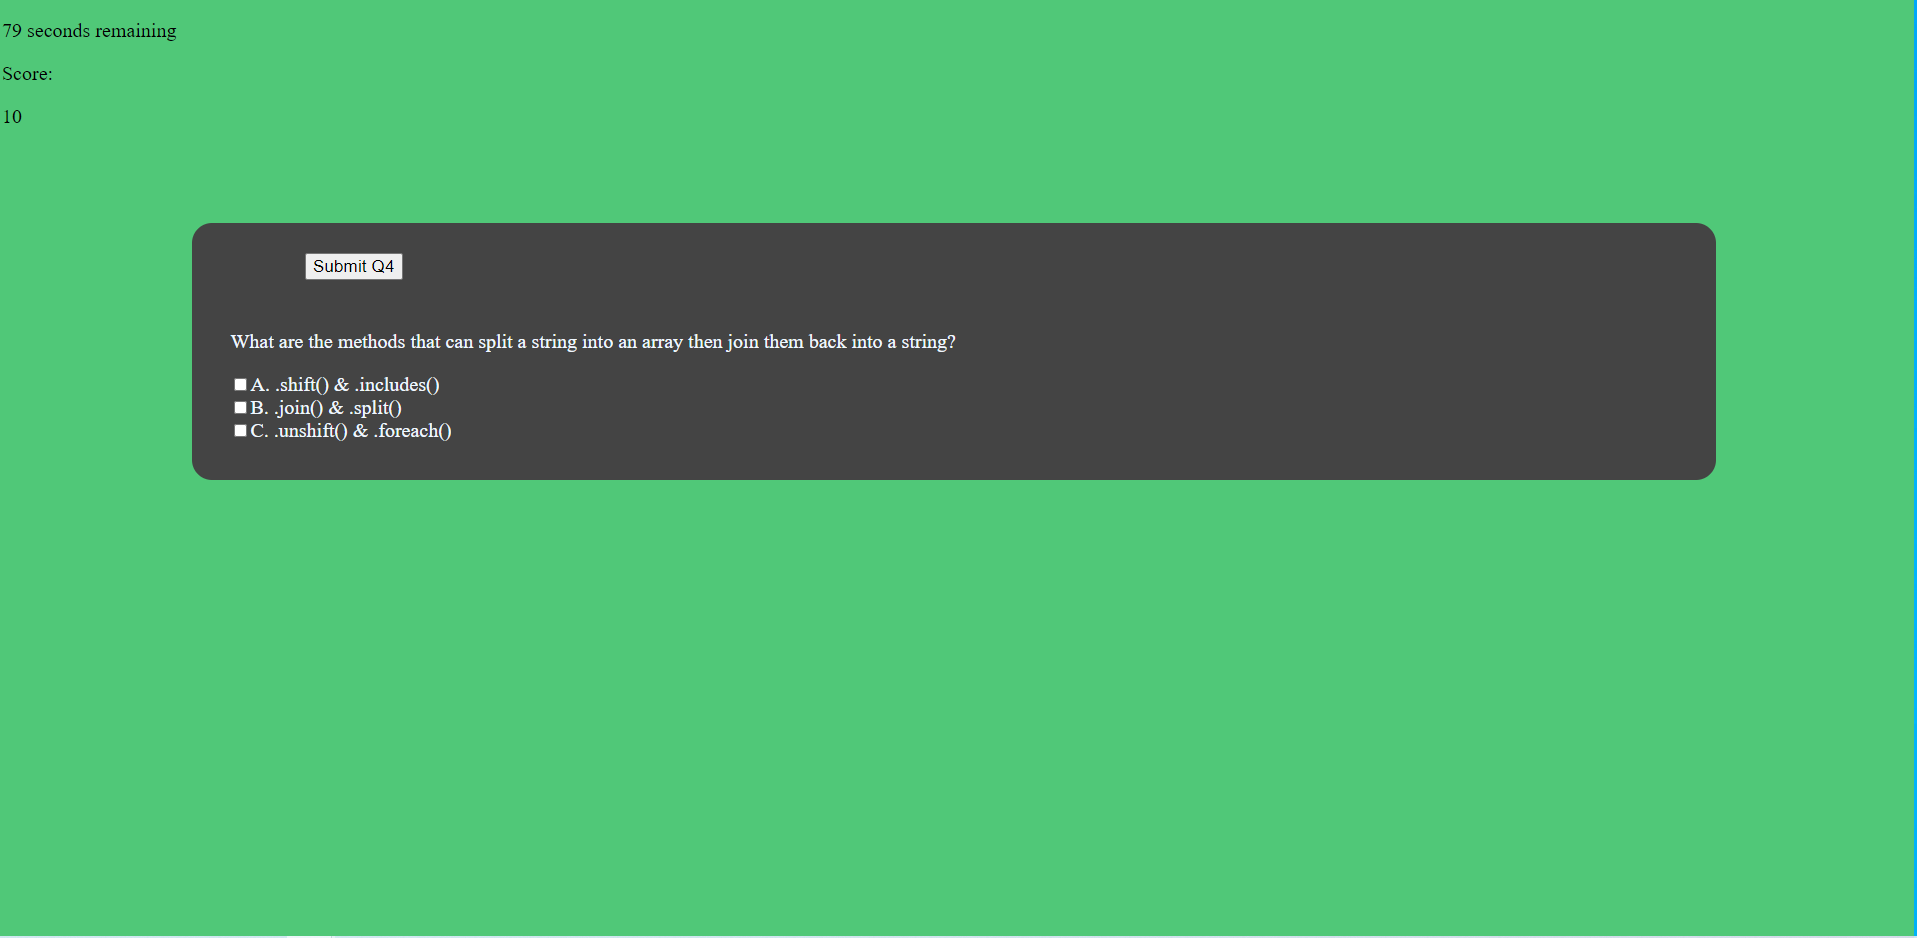 79 seconds remaining
Score:
10
Submit Q4
What are the methods that can split a string into an array then join them back into a string?
A. .shift() & .includes()
B. .join() & .split()
C. .unshift() & .foreach()